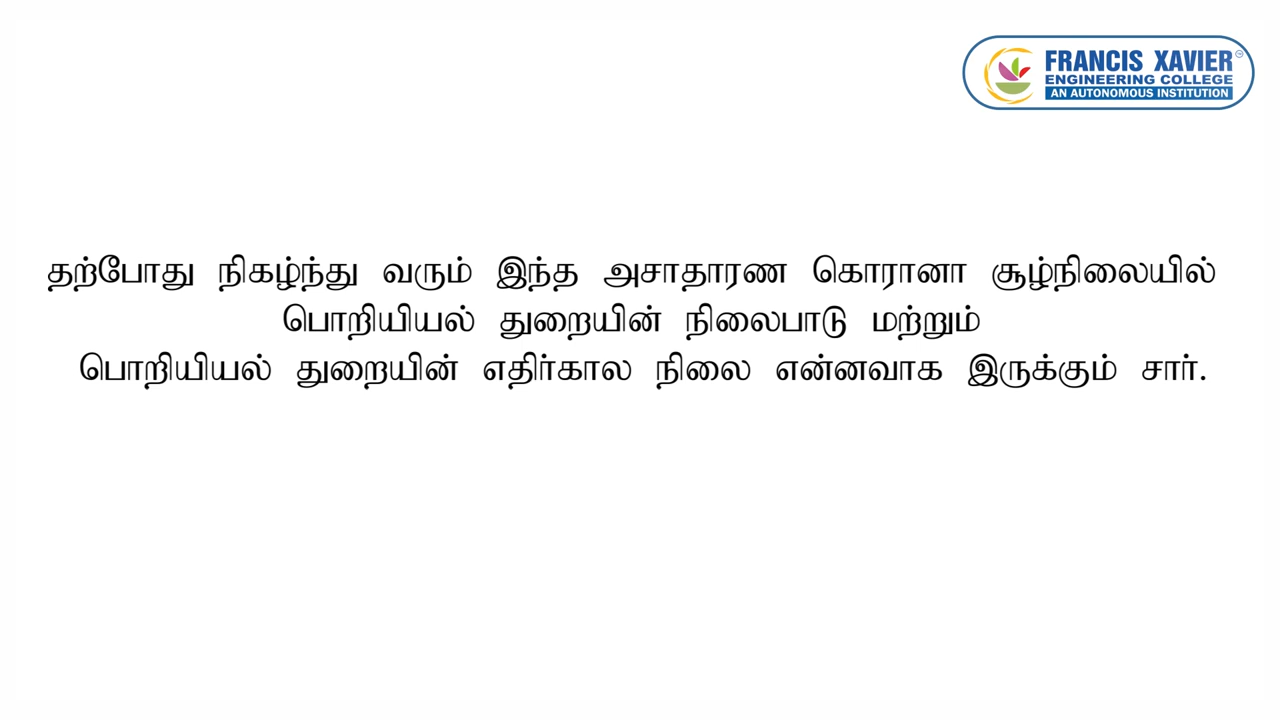 FRANCIS XAVIER
ENGINEERING COLLEGE
AN AUTONOMOUS INSTITUTION
தற்போது நிகழ்ந்து வரும் இந்த அசாதாரண கொரானா சூழ்நிலையில்
பொறியியல் துறையின் நிலைபாடு மற்றும்
பொறியியல் துறையின் எதிர்கால நிலை என்னவாக இருக்கும் சார்.